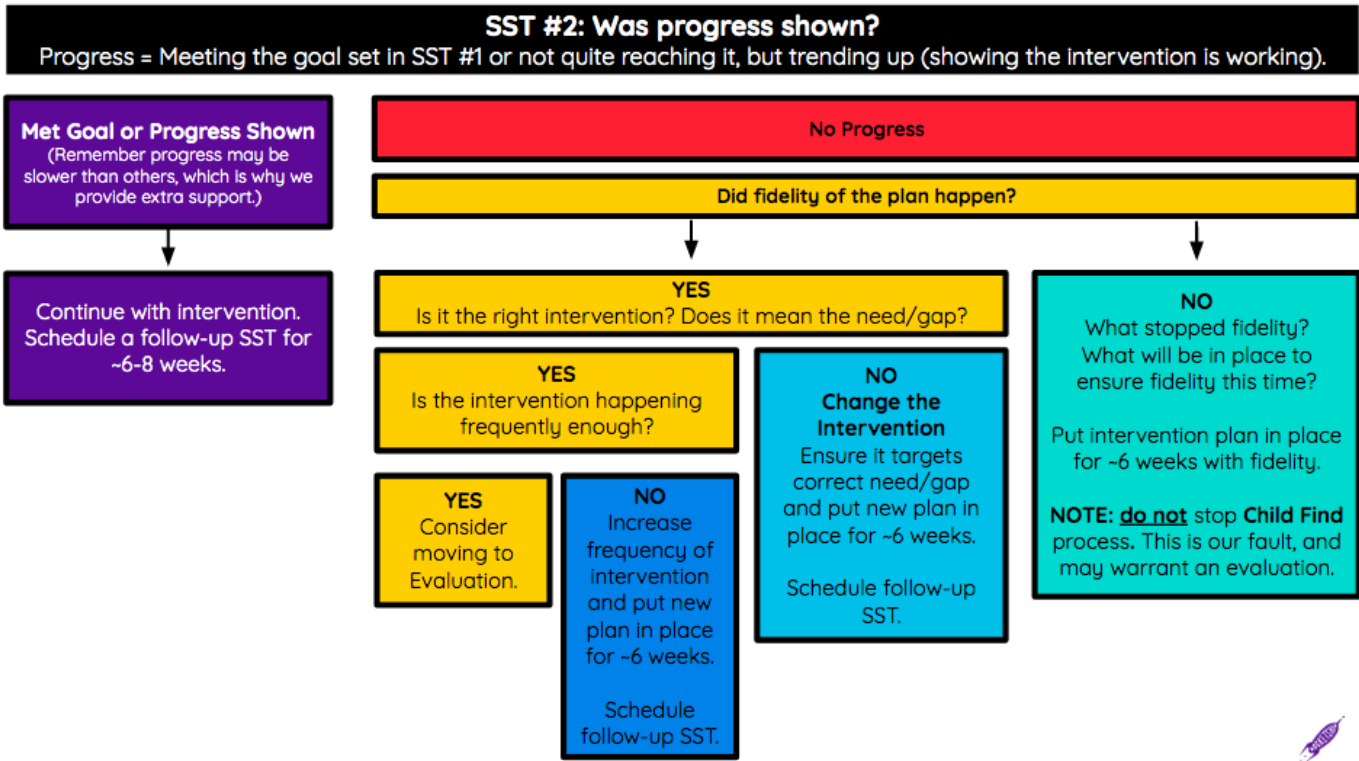 SST #2: Was progress shown?
Progress = Meeting the goal set in SST #1 or not quite reaching it, but trending up (showing the intervention is working).
Met Goal or Progress Shown
(Remember progress may be
slower than others, which is why we
provide extra support.)
Continue with intervention.
Schedule a follow-up SST for
~6-8 weeks.
No Progress
Did fidelity of the plan happen?
YES
Is it the right intervention? Does it mean the need/gap?
YES
Is the intervention happening
frequently enough?
YES
Consider
moving to
Evaluation.
NO
Increase
frequency of
intervention
and put new
plan in place
for ~6 weeks.
Schedule
follow-up SST.
NO
Change the
Intervention
Ensure it targets
correct need/gap
and put new plan in
place for ~6 weeks.
Schedule follow-up
SST.
NO
What stopped fidelity?
What will be in place to
ensure fidelity this time?
Put intervention plan in place
for ~6 weeks with fidelity.
NOTE: do not stop Child Find
process. This is our fault, and
may warrant an evaluation.